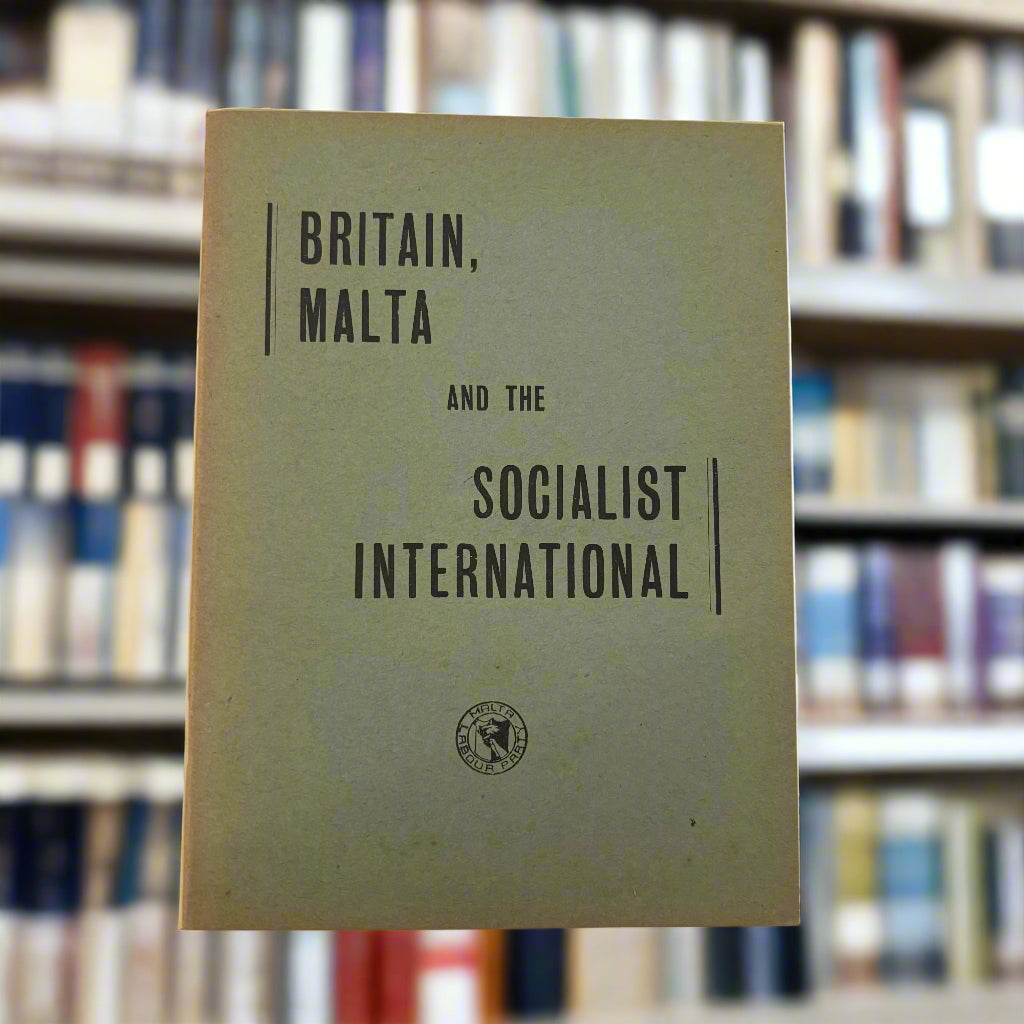 BRITAIN,
MALTA
AND THE
SOCIALIST
INTERNATIONAL
MALTA
LABOUR PARTY